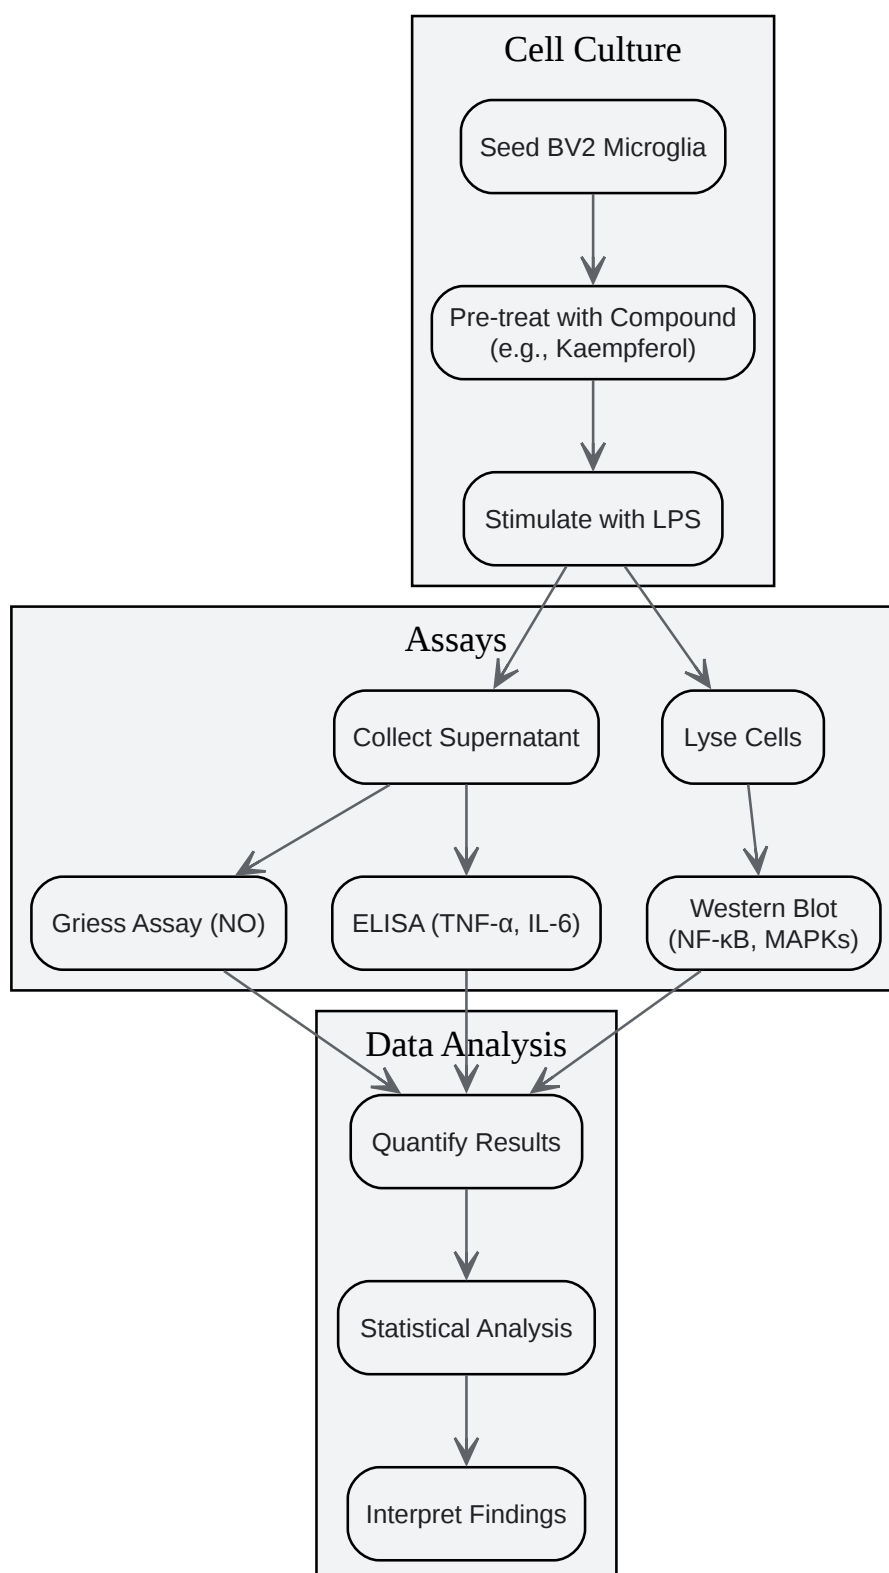 Cell Culture
Seed BV2 Microglia
Pre-treat with Compound
(e.g., Kaempferol)
Stimulate with LPS
Assays
Collect Supernatant
Lyse Cells
Griess Assay (NO)
ELISA (TNF-α, IL-6)
Western Blot
(NF-κB, MAPKs)
Data Analysis
Quantify Results
Statistical Analysis
Interpret Findings